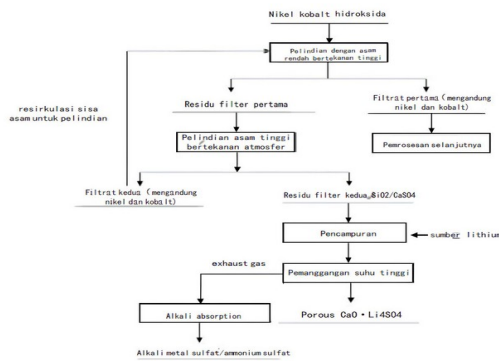 Nikel kobalt hidroksida
Pelindian dengan asam
rendah bertekanan tinggi
resirkulasi sisa
asam untuk pelindian
Residu filter pertama
Filtrat pertama (mengandung
nikel dan kobalt)
Pelindian asam tinggi
bertekanan atmosfer
Pemrosesan selanjutnya
Filtrat kedua (mengandung
nikel dan kobalt)
Residu filter kedua, SiO2/CaSO4
Pencampuran
sumber lithium
exhaust gas
Pemanggangan suhu tinggi
Alkali absorption
Porous CaO·Li4SO4
Alkali metal sulfat/ammonium sulfat